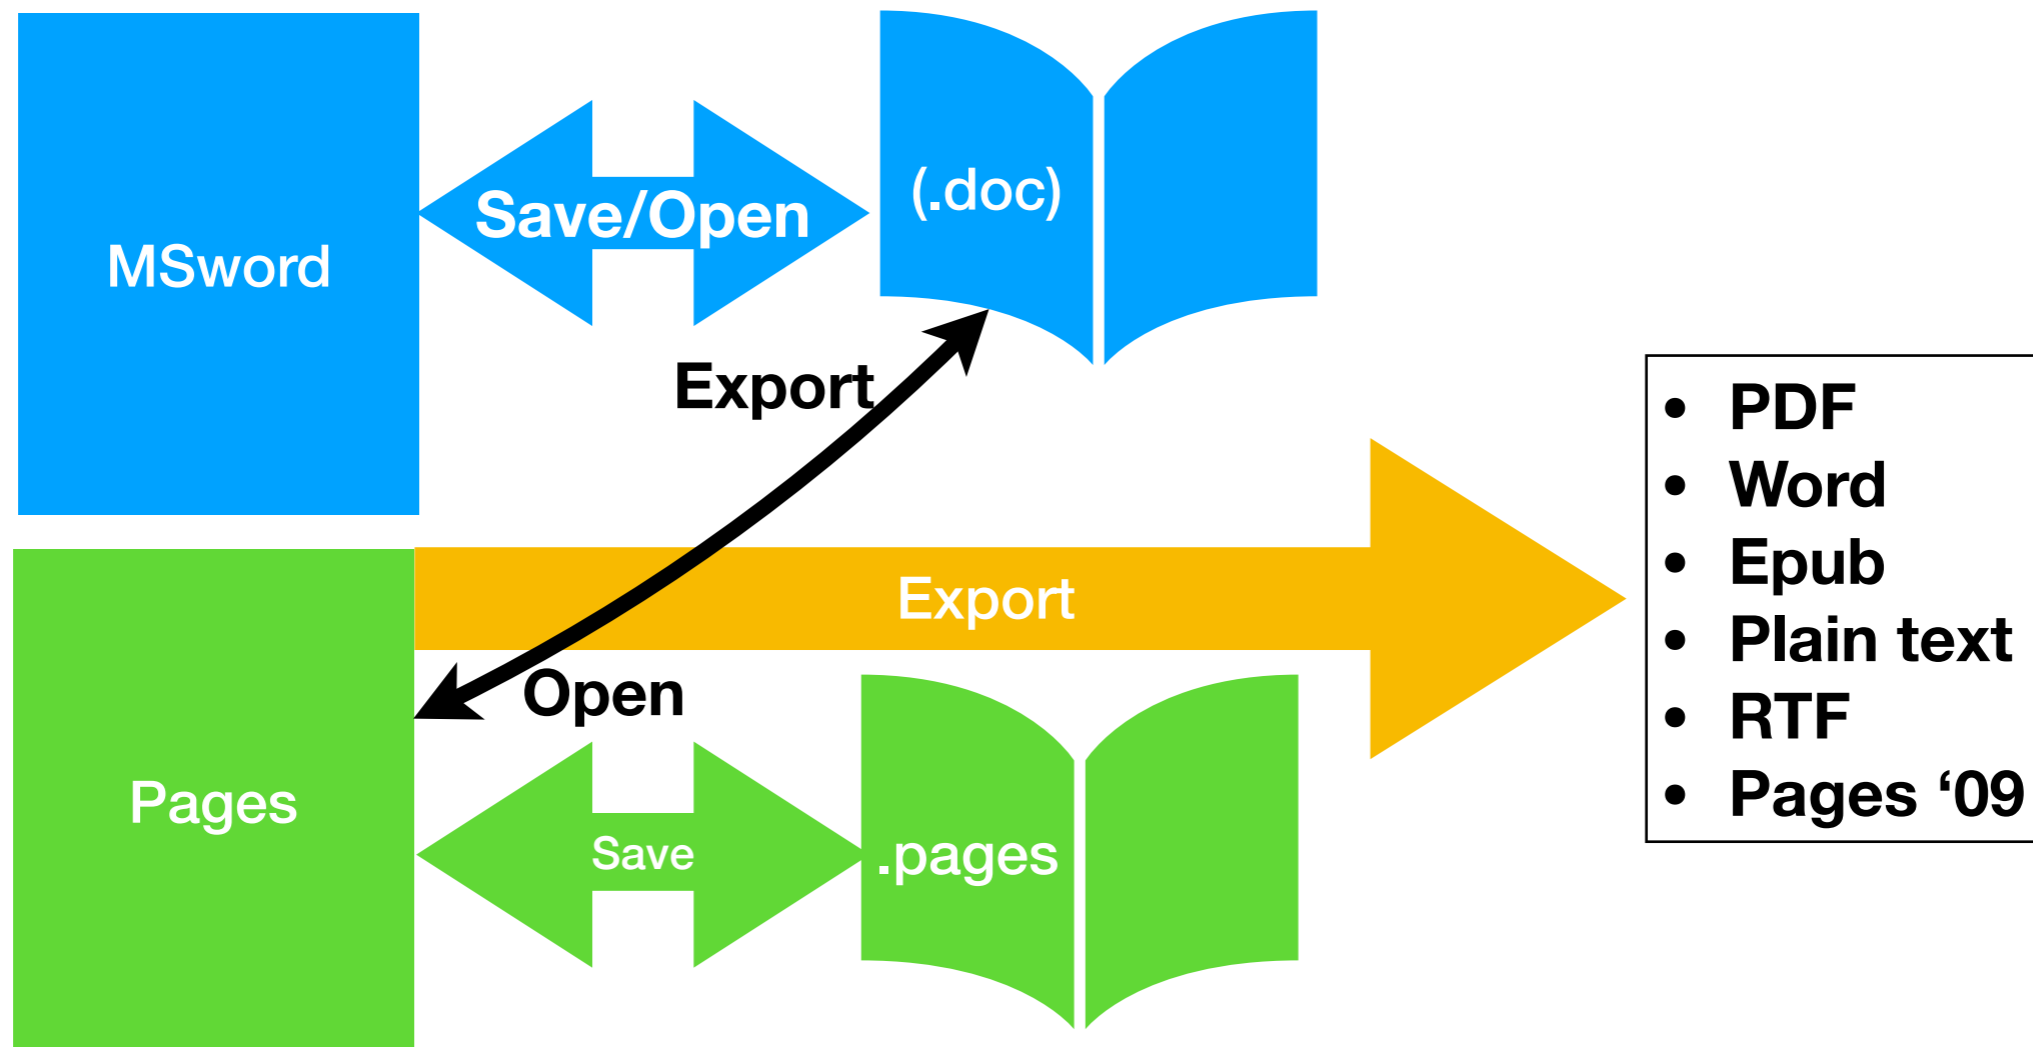 MSword
Save/Open
(.doc)
Export
Export
Open
Pages
Save
.pages
• PDF
• Word
• Epub
• Plain text
• RTF
• Pages ‘09